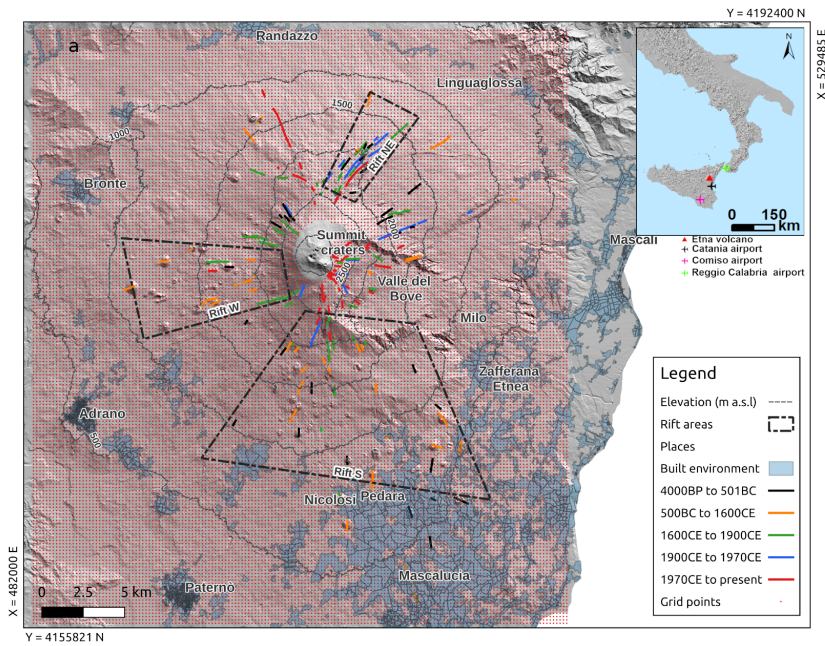 Y = 4192400 N
X = 529485 E
a
Randazzo
N
Linguaglossa
1500
1000
Rift NE
Bronte
2000
0 150
km
Summit
craters
Mascali
Etna volcano
Catania airport
Comiso airport
Reggio Calabria airport
2500
Valle del
Bove
Rift W
Milo
Zafferana
Etnea
Legend
Elevation (m a.s.l)
Rift areas
Places
Built environment
4000BP to 501BC
500BC to 1600CE
1600CE to 1900CE
1900CE to 1970CE
1970CE to present
Grid points
Adrano
500
Rift S
Nicolosi
Pedara
Mascalucia
Paternò
0 2.5 5 km
X = 482000 E
Y = 4155821 N